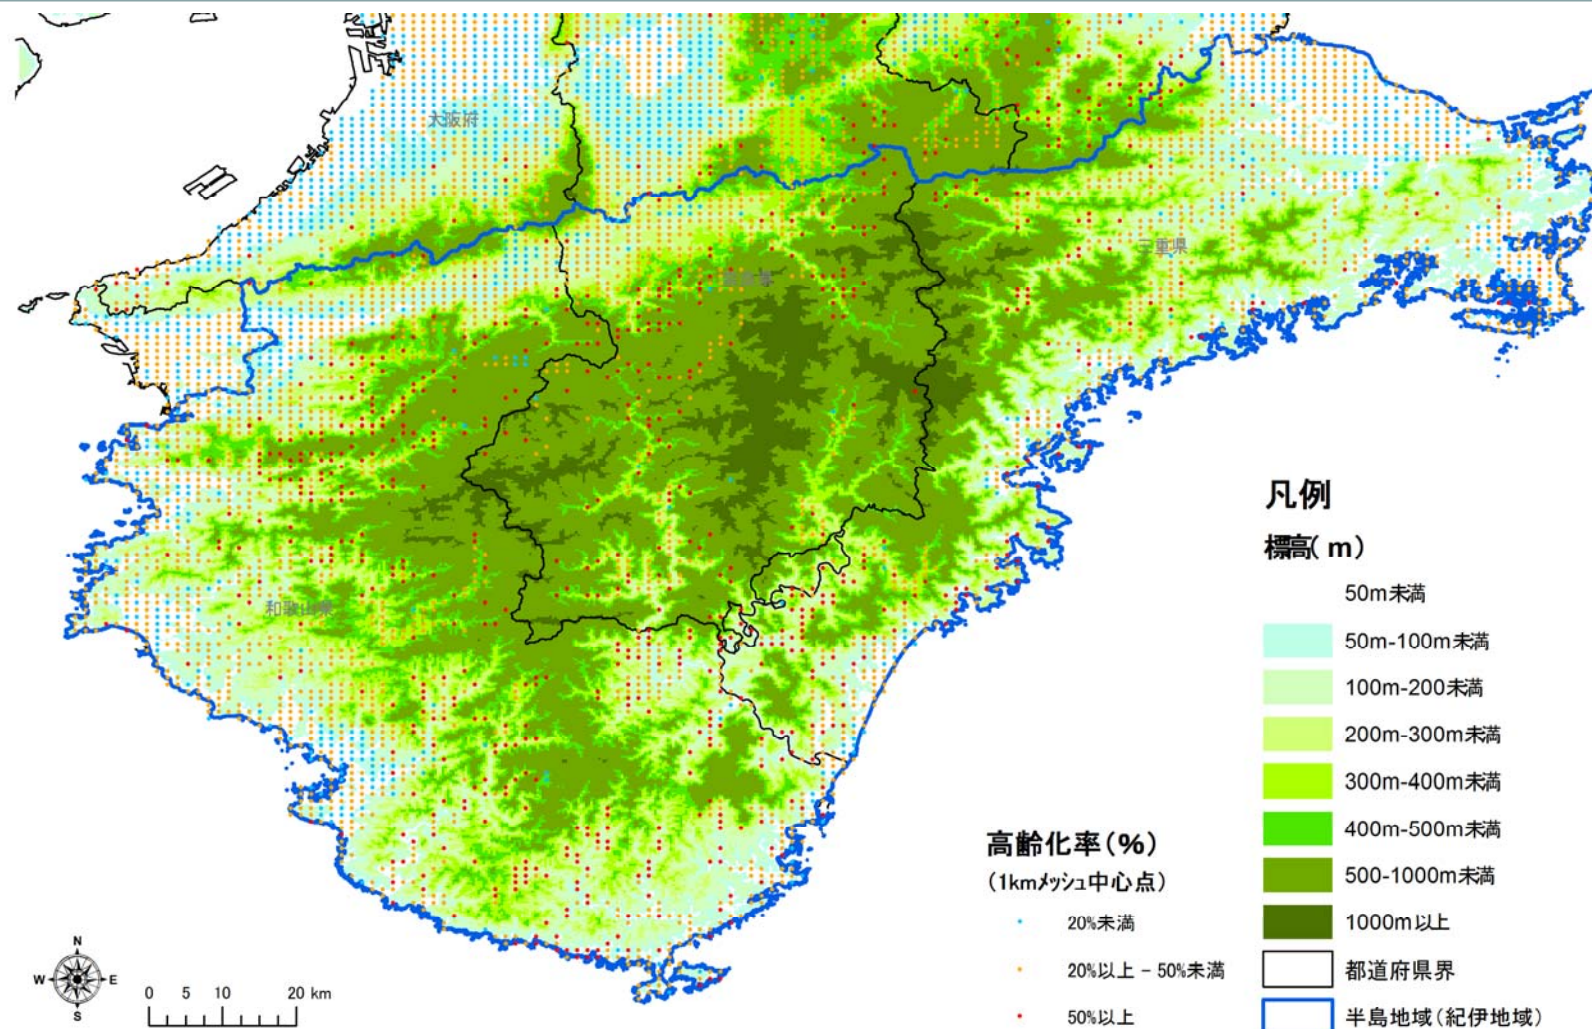 大阪府
三重県
奈良県
和歌山県
凡例
標高( m )
50m未満
50m-100m未満
100m-200未満
200m-300m未満
300m-400m未満
400m-500m未満
500-1000m未満
1000m以上
都道府県界
半島地域(紀伊地域)
高齢化率(%)
(1kmメッシュ中心点)
20%未満
20%以上 - 50%未満
50%以上
N
W E
S
0 5 10 20 km